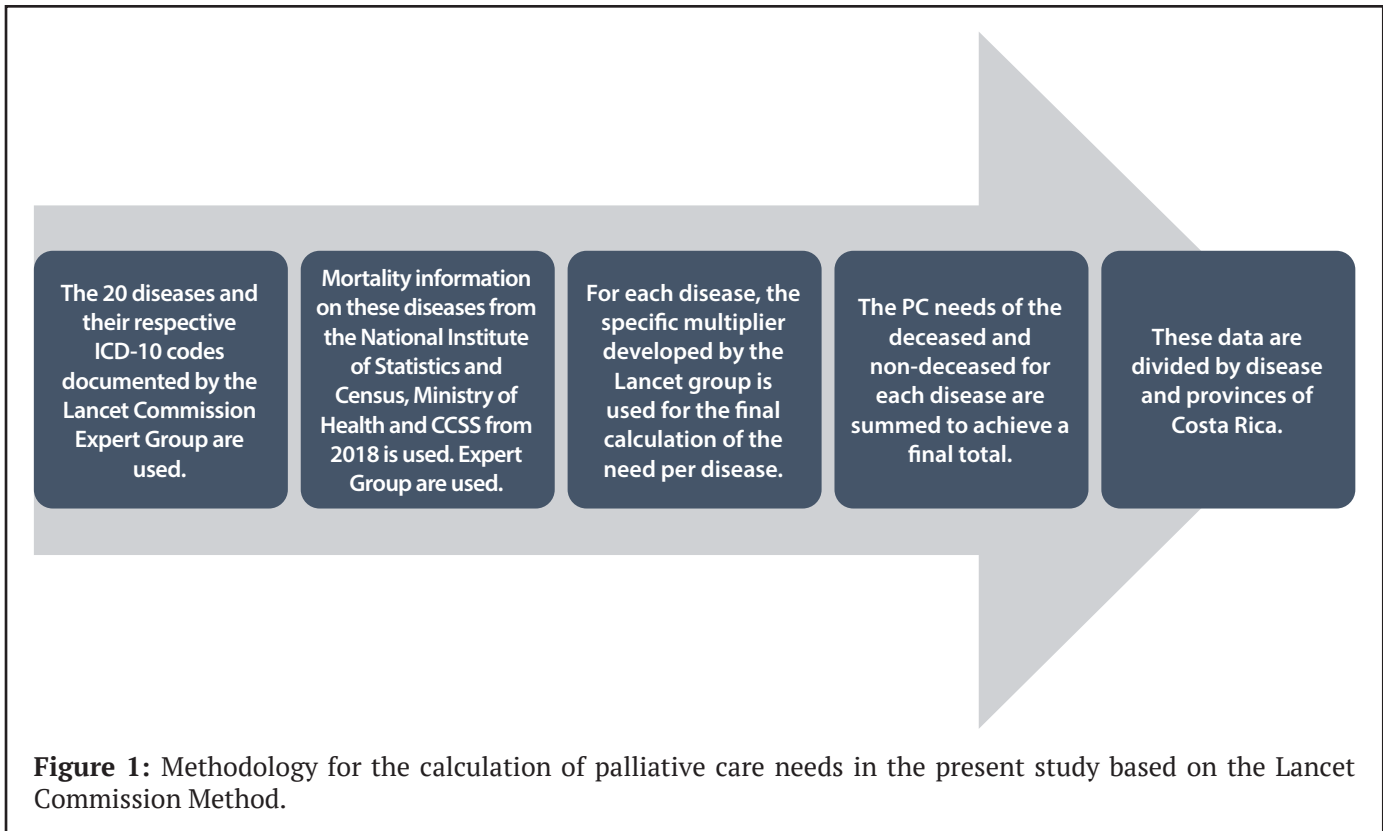 The 20 diseases and
their respective
ICD-10 codes
documented by the
Lancet Commission
Expert Group are
used.
Mortality information
on these diseases from
the National Institute
of Statistics and
Census, Ministry of
Health and CCSS from
2018 is used. Expert
Group are used.
For each disease, the
specific multiplier
developed by the
Lancet group is
used for the final
calculation of the
need per disease.
The PC needs of the
deceased and
non-deceased for
each disease are
summed to achieve a
final total.
These data are
divided by disease
and provinces of
Costa Rica.
Figure 1: Methodology for the calculation of palliative care needs in the present study based on the Lancet
Commission Method.